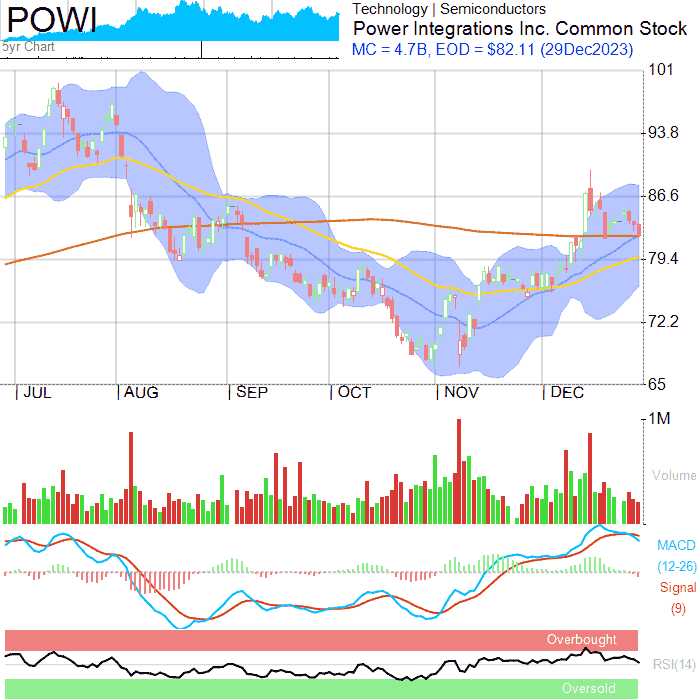 POWI
5yr Chart
Technology | Semiconductors
Power Integrations Inc. Common Stock
MC = 4.7B, EOD = $82.11 (29Dec2023)
101
93.8
86.6
79.4
72.2
65
JUL AUG SEP OCT NOV DEC
1M
Volume
MACD
(12-26)
Signal
(9)
Overbought
RSI(14)
Oversold